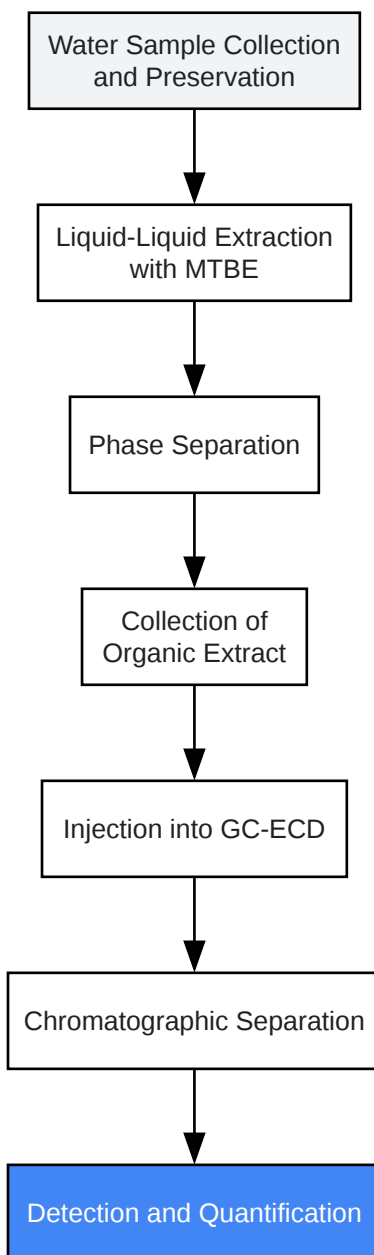 Water Sample Collection
and Preservation
Liquid-Liquid Extraction
with MTBE
Phase Separation
Collection of
Organic Extract
Injection into GC-ECD
Chromatographic Separation
Detection and Quantification